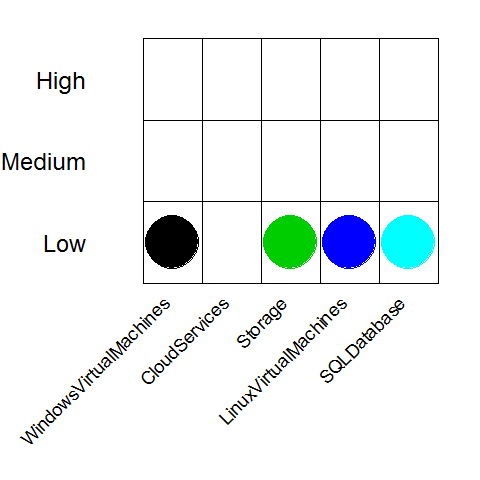 High
Medium
Low
WindowsVirtualMachines
CloudServices
Storage
LinuxVirtualMachines
SQLDatabase